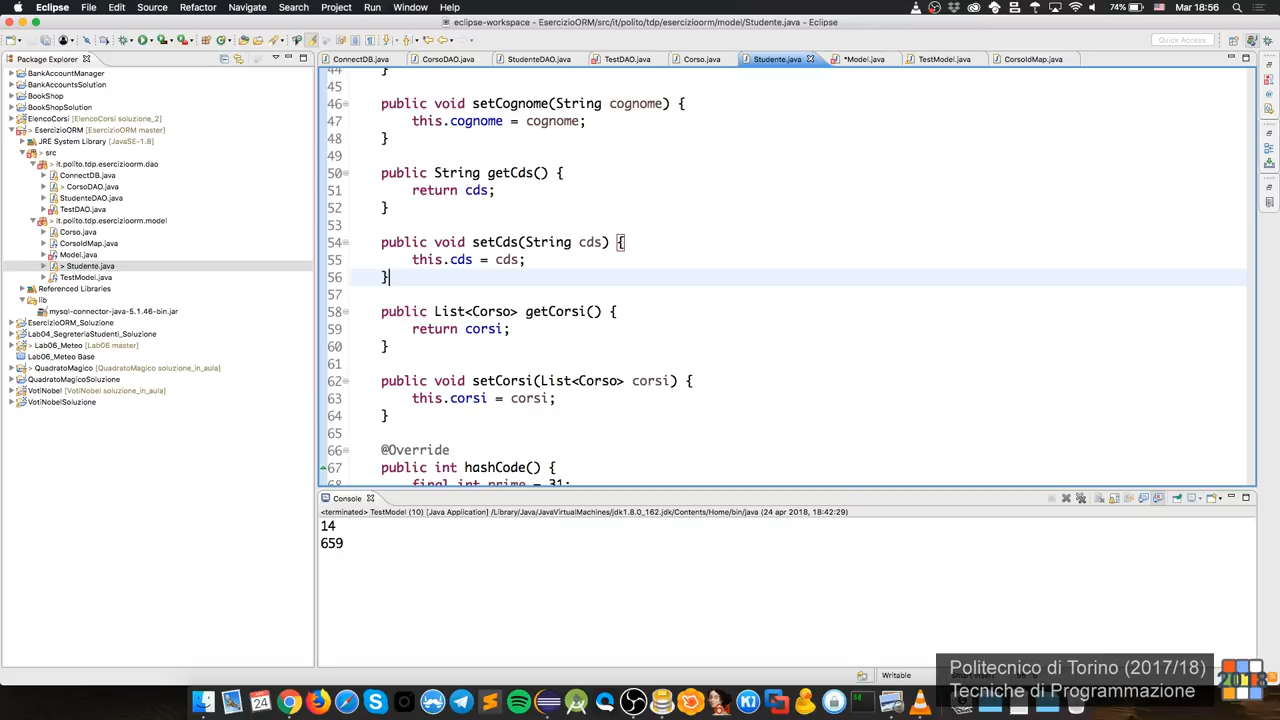 Eclipse File Edit Source Refactor Navigate Search Project Run Window Help
74% Mar 18:56
eclipse-workspace - EsercizioORM/src/it/polito/tdp/esercizioorm/model/Studente.java - Eclipse
Quick Access
Package Explorer
ConnectDB.java CorsoDAO.java StudenteDAO.java TestDAO.java Corso.java Studente.java *Model.java TestModel.java CorsoIdMap.java
BankAccountManager
BankAccountsSolution
BookShop
BookShopSolution
ElencoCorsi [ElencoCorsi soluzione_2]
> EsercizioORM [EsercizioORM master]
JRE System Library [JavaSE-1.8]
> src
> it.polito.tdp.esercizioorm.dao
ConnectDB.java
> CorsoDAO.java
StudenteDAO.java
TestDAO.java
> it.polito.tdp.esercizioorm.model
Corso.java
CorsoIdMap.java
Model.java
> Studente.java
TestModel.java
Referenced Libraries
lib
mysql-connector-java-5.1.46-bin.jar
EsercizioORM_Soluzione
Lab04_SegreteriaStudenti_Soluzione
> Lab06_Meteo [Lab06 master]
Lab06_Meteo Base
> QuadratoMagico [QuadratoMagico soluzione_in_aula]
QuadratoMagicoSoluzione
VotiNobel [VotiNobel soluzione_in_aula]
VotiNobelSoluzione
44 }
45
46 public void setCognome(String cognome) {
47 this.cognome = cognome;
48 }
49
50 public String getCds() {
51 return cds;
52 }
53
54 public void setCds(String cds) {
55 this.cds = cds;
56 }
57
58 public List<Corso> getCorsi() {
59 return corsi;
60 }
61
62 public void setCorsi(List<Corso> corsi) {
63 this.corsi = corsi;
64 }
65
66 @Override
67 public int hashCode() {
68 final int prime = 31;
Console
<terminated> TestModel (10) [Java Application] /Library/Java/JavaVirtualMachines/jdk1.8.0_162.jdk/Contents/Home/bin/java (24 apr 2018, 18:42:29)
14
659
Writable
Politecnico di Torino (2017/18)
Tecniche di Programmazione
2018